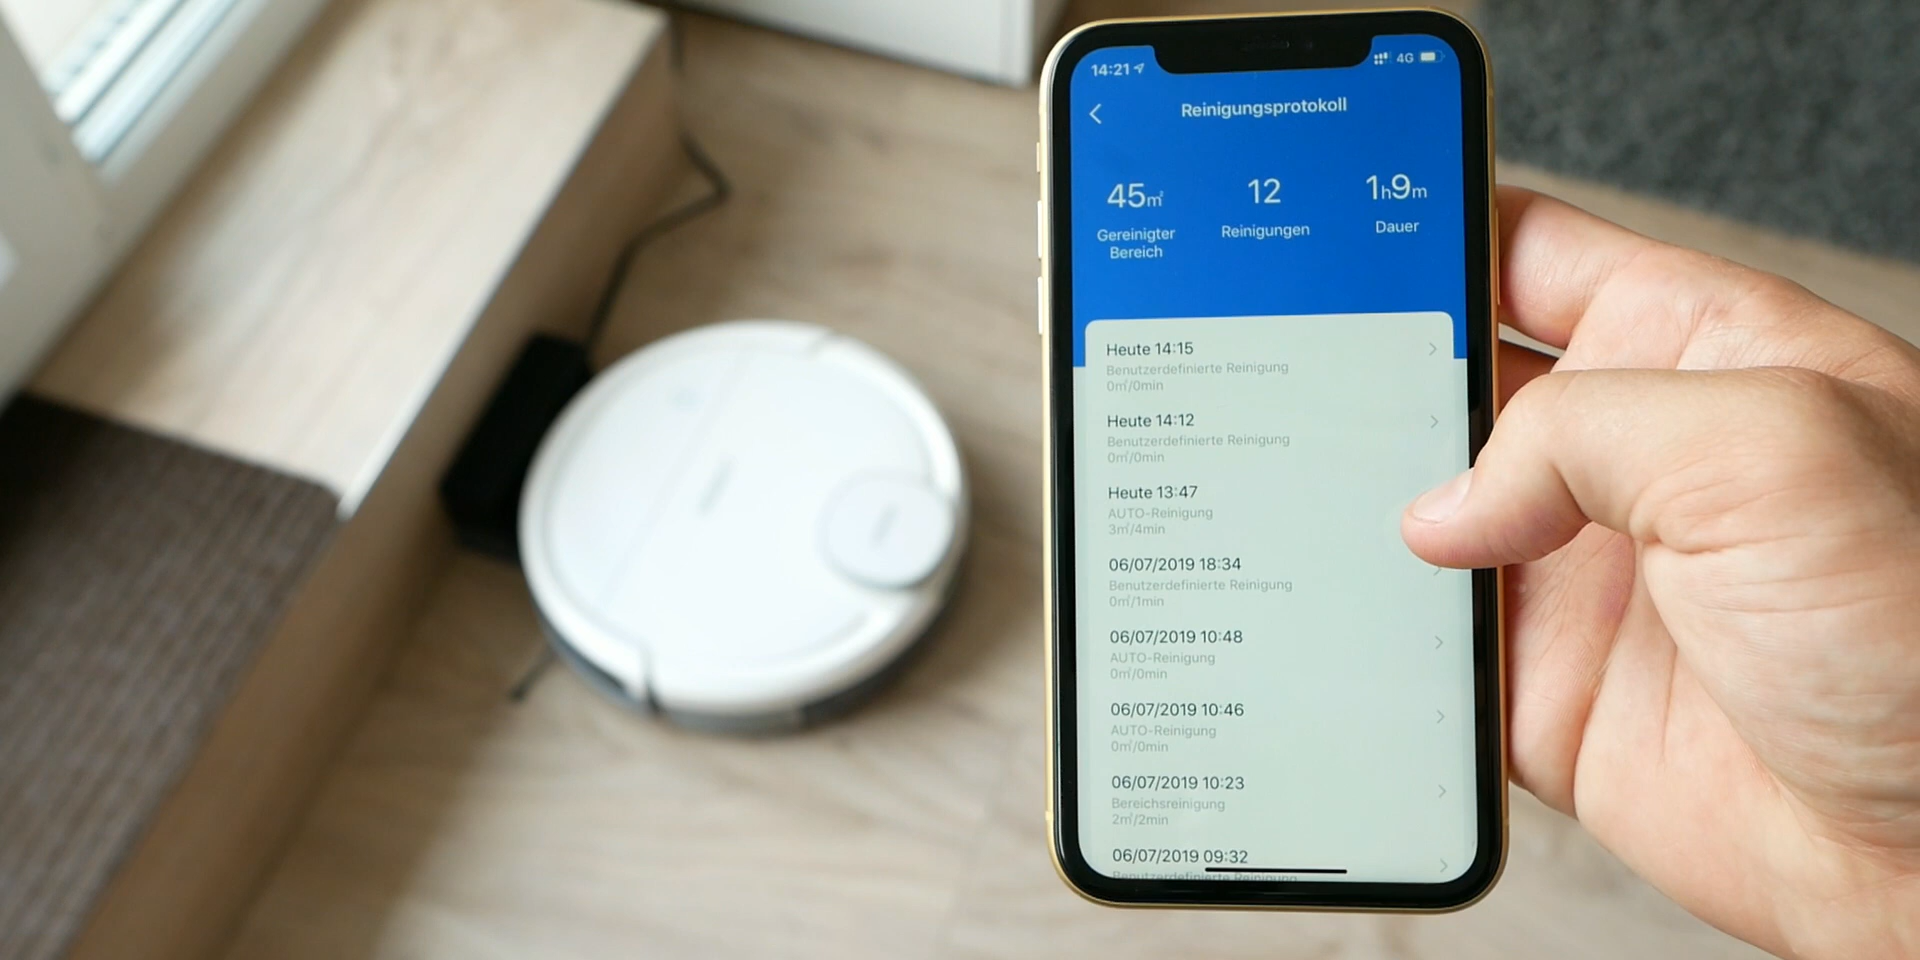 14:21
4G
Reinigungsprotokoll
45㎡
12
1h9m
Gereinigter
Bereich
Reinigungen
Dauer
Heute 14:15
Benutzerdefinierte Reinigung
0㎡/0min
Heute 14:12
Benutzerdefinierte Reinigung
0㎡/0min
Heute 13:47
AUTO-Reinigung
3㎡/4min
06/07/2019 18:34
Benutzerdefinierte Reinigung
0㎡/1min
06/07/2019 10:48
AUTO-Reinigung
0㎡/0min
06/07/2019 10:46
AUTO-Reinigung
0㎡/0min
06/07/2019 10:23
Bereichsreinigung
2㎡/2min
06/07/2019 09:32
Benutzerdefinierte Reinigung